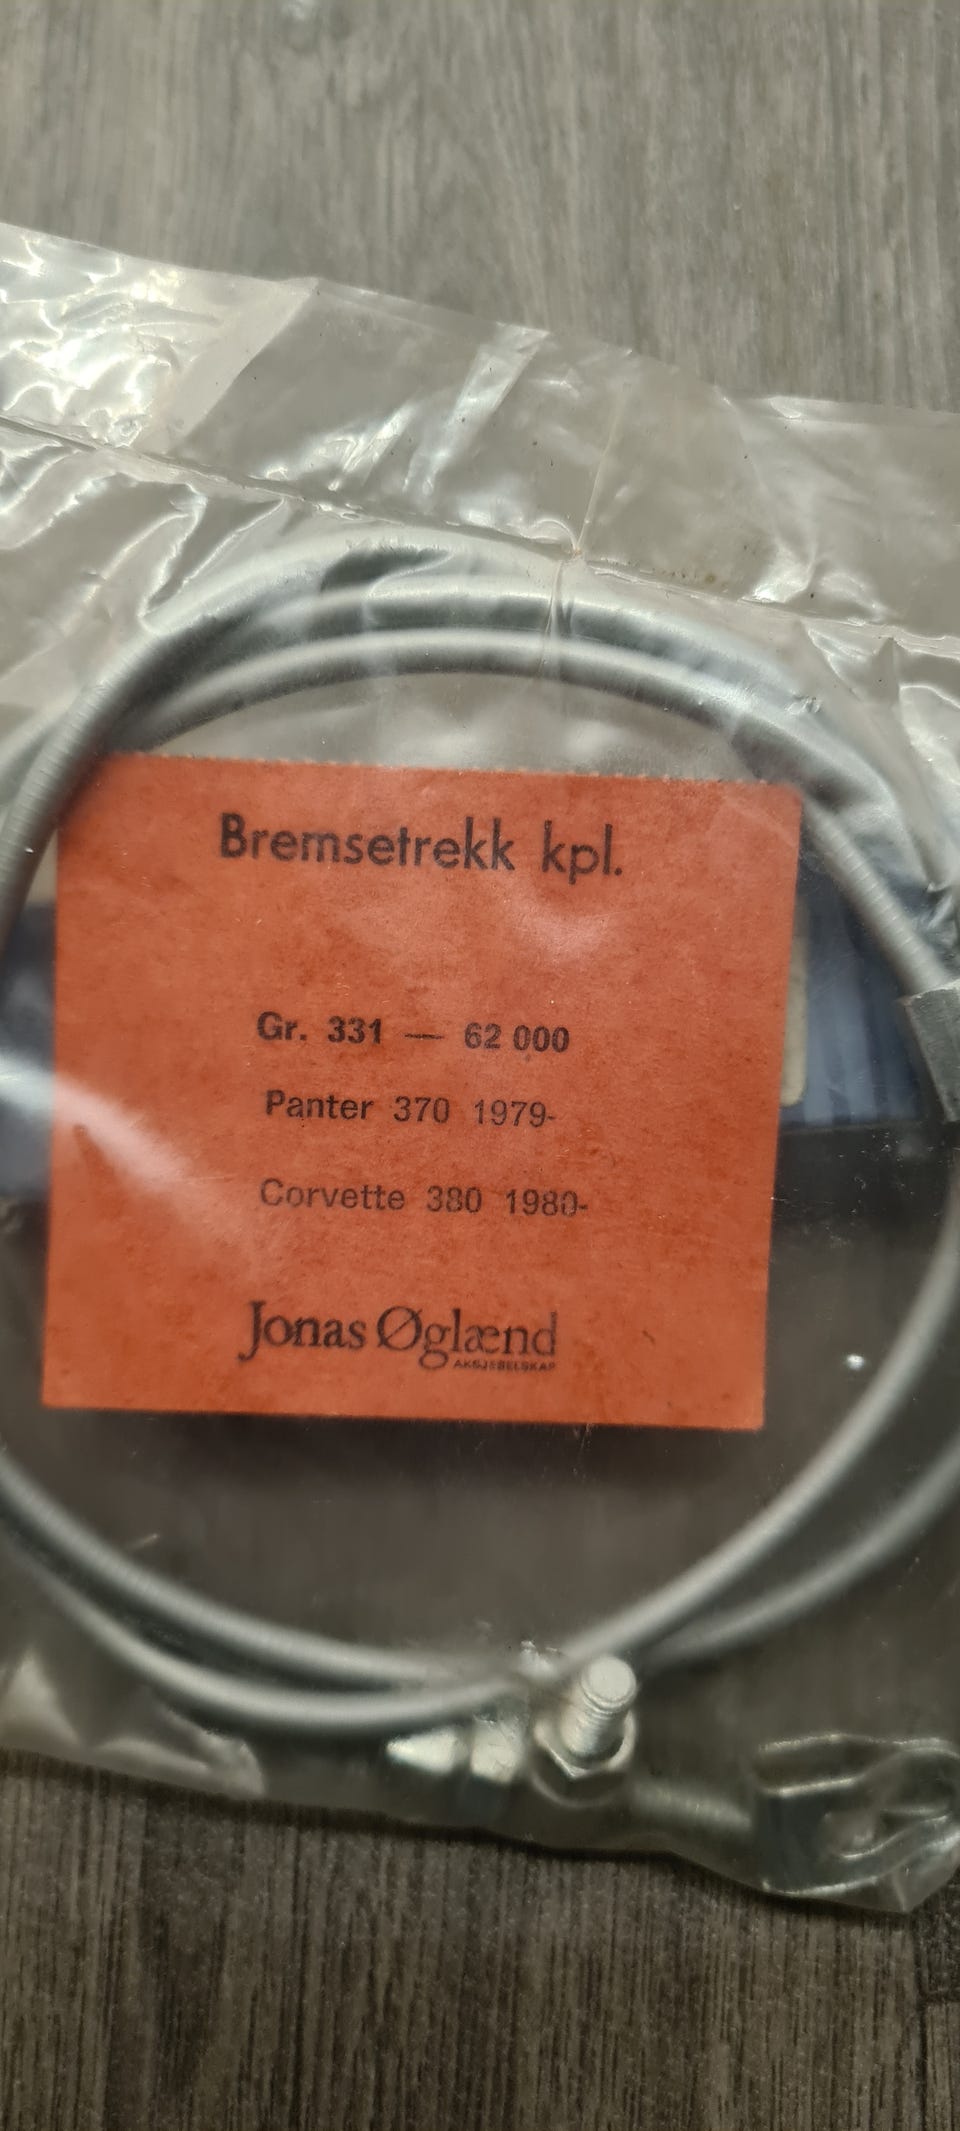 Bremsetrekk kpl.
Gr. 331 — 62 000
Panter 370 1979-
Corvette 380 1980-
Jonas Øglænd
AKSJESELSKAP